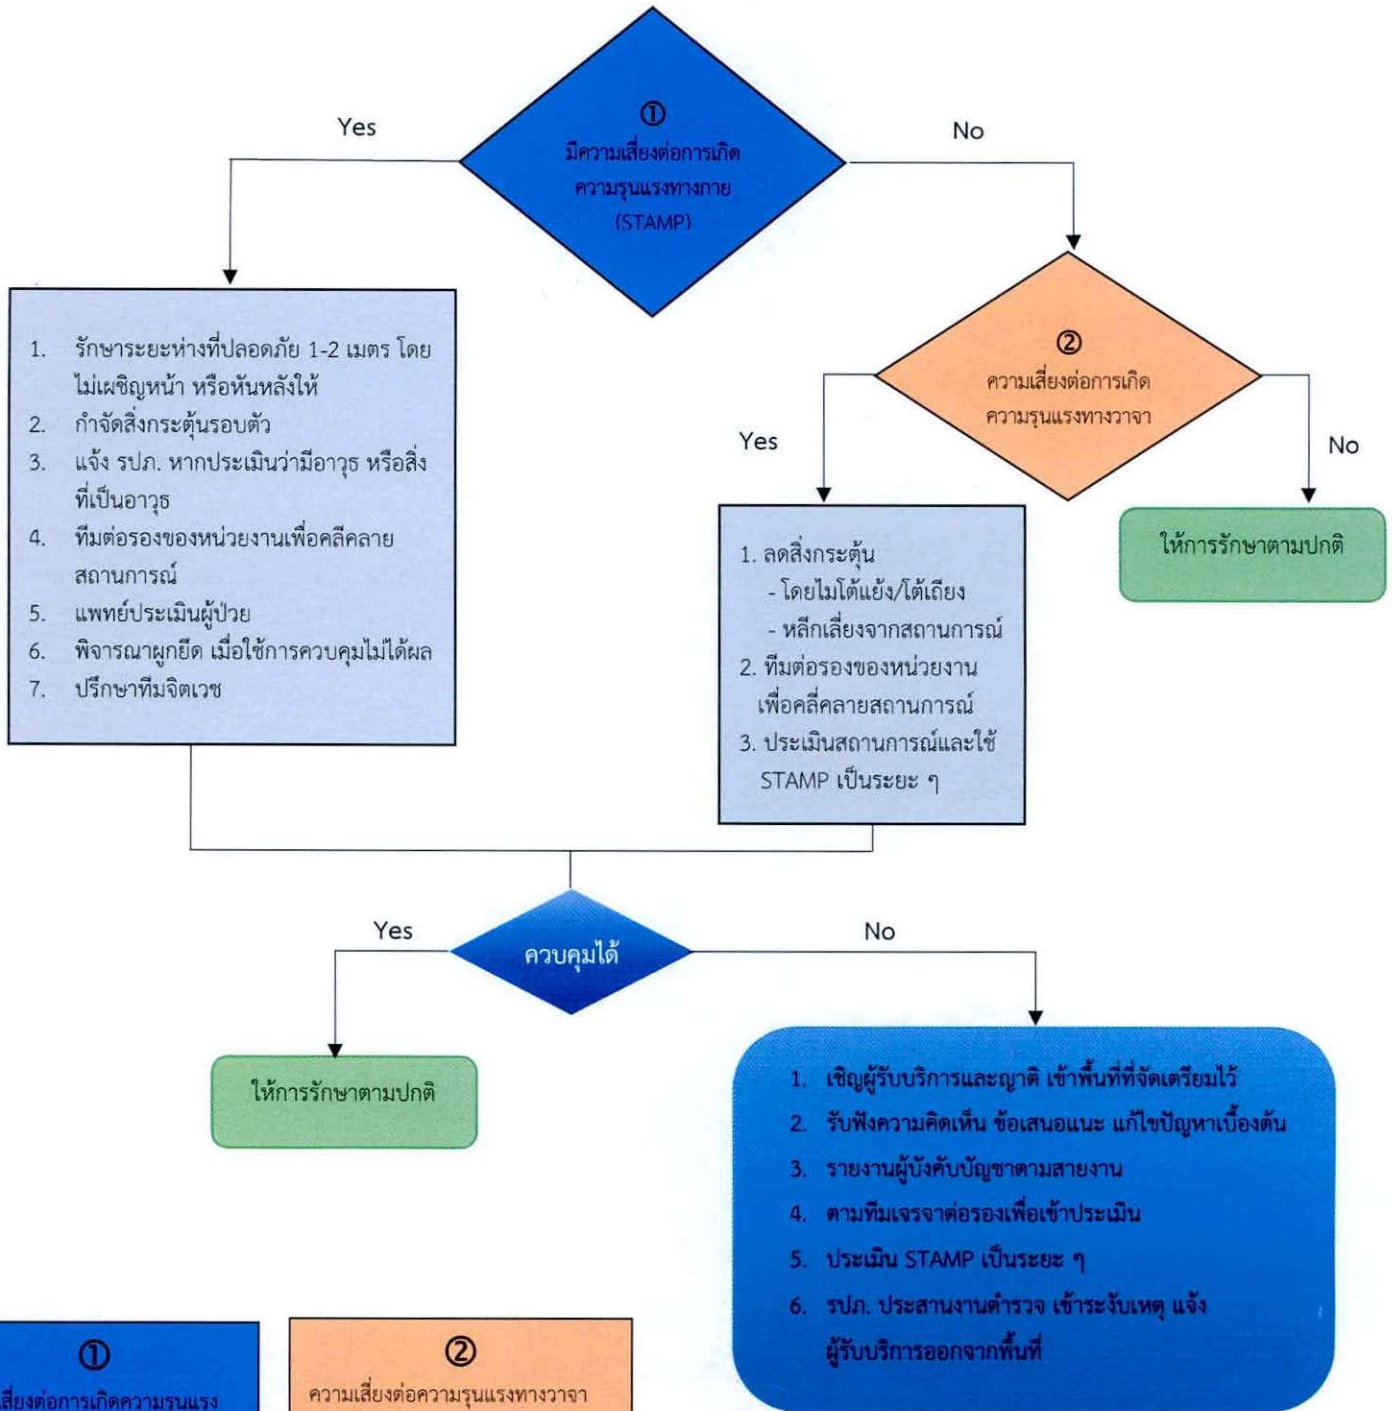 ①
มีความเสี่ยงต่อการเกิด
ความรุนแรงทางกาย
(STAMP)
Yes
No
1. รักษาระยะห่างที่ปลอดภัย 1-2 เมตร โดย
ไม่เผชิญหน้า หรือหันหลังให้
2. กำจัดสิ่งกระตุ้นรอบตัว
3. แจ้ง รปภ. หากประเมินว่ามีอาวุธ หรือสิ่ง
ที่เป็นอาวุธ
4. ทีมต่อรองของหน่วยงานเพื่อคลีคลาย
สถานการณ์
5. แพทย์ประเมินผู้ป่วย
6. พิจารณาผูกยึด เมื่อใช้การควบคุมไม่ได้ผล
7. ปรึกษาทีมจิตเวช
②
ความเสี่ยงต่อการเกิด
ความรุนแรงทางวาจา
Yes
No
1. ลดสิ่งกระตุ้น
- โดยไมโต้แย้ง/โต้เถียง
- หลีกเลี่ยงจากสถานการณ์
2. ทีมต่อรองของหน่วยงาน
เพื่อคลี่คลายสถานการณ์
3. ประเมินสถานการณ์และใช้
STAMP เป็นระยะ ๆ
ให้การรักษาตามปกติ
ควบคุมได้
Yes
No
ให้การรักษาตามปกติ
1. เชิญผู้รับบริการและญาติ เข้าพื้นที่ที่จัดเตรียมไว้
2. รับฟังความคิดเห็น ข้อเสนอแนะ แก้ไขปัญหาเบื้องต้น
3. รายงานผู้บังคับบัญชาตามสายงาน
4. ตามทีมเจรจาต่อรองเพื่อเข้าประเมิน
5. ประเมิน STAMP เป็นระยะ ๆ
6. รปภ. ประสานงานตำรวจ เข้าระงับเหตุ แจ้ง
ผู้รับบริการออกจากพื้นที่
①
เสี่ยงต่อการเกิดความรุนแรง
②
ความเสี่ยงต่อความรุนแรงทางวาจา